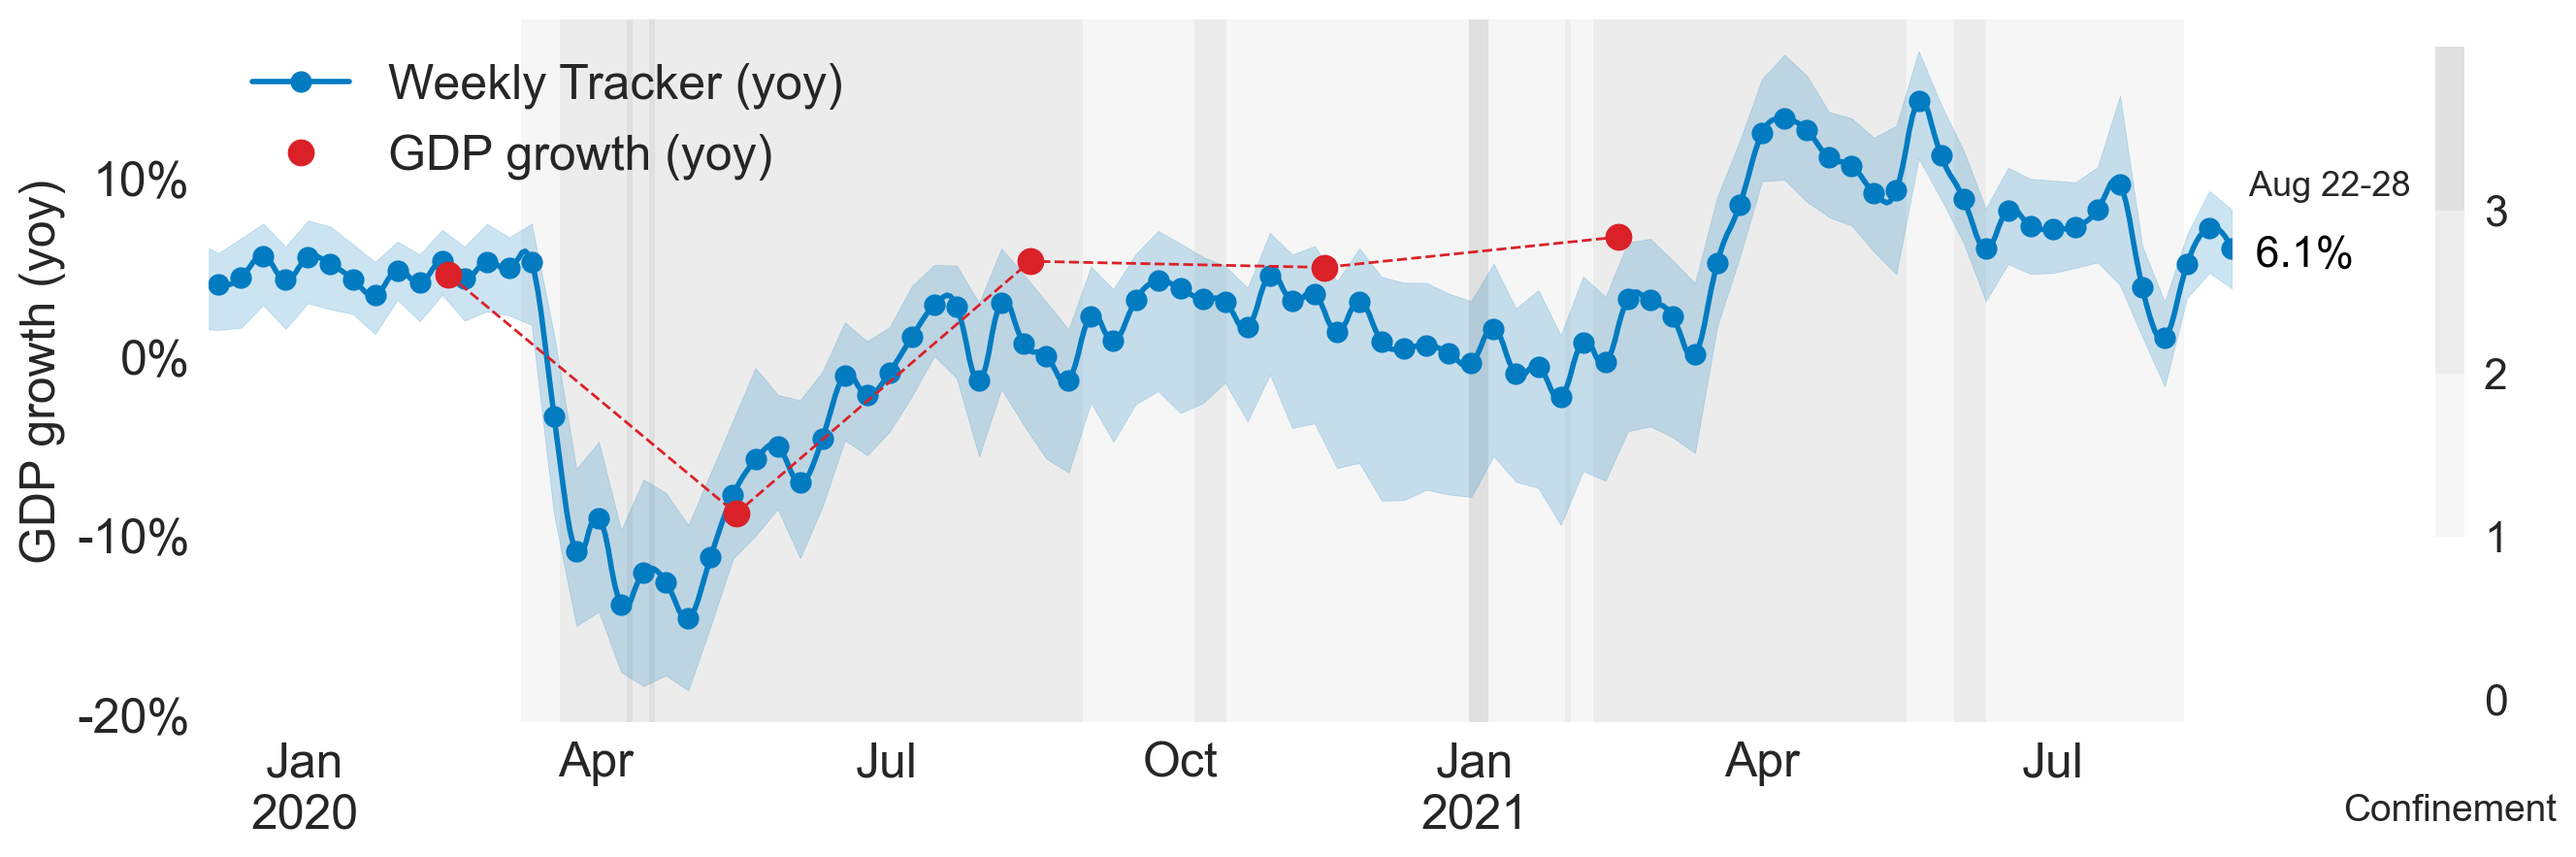 Weekly Tracker (yoy)
GDP growth (yoy)
GDP growth (yoy)
10%
0%
-10%
-20%
Jan
2020
Apr
Jul
Oct
Jan
2021
Apr
Jul
Aug 22-28
6.1%
3
2
1
0
Confinement